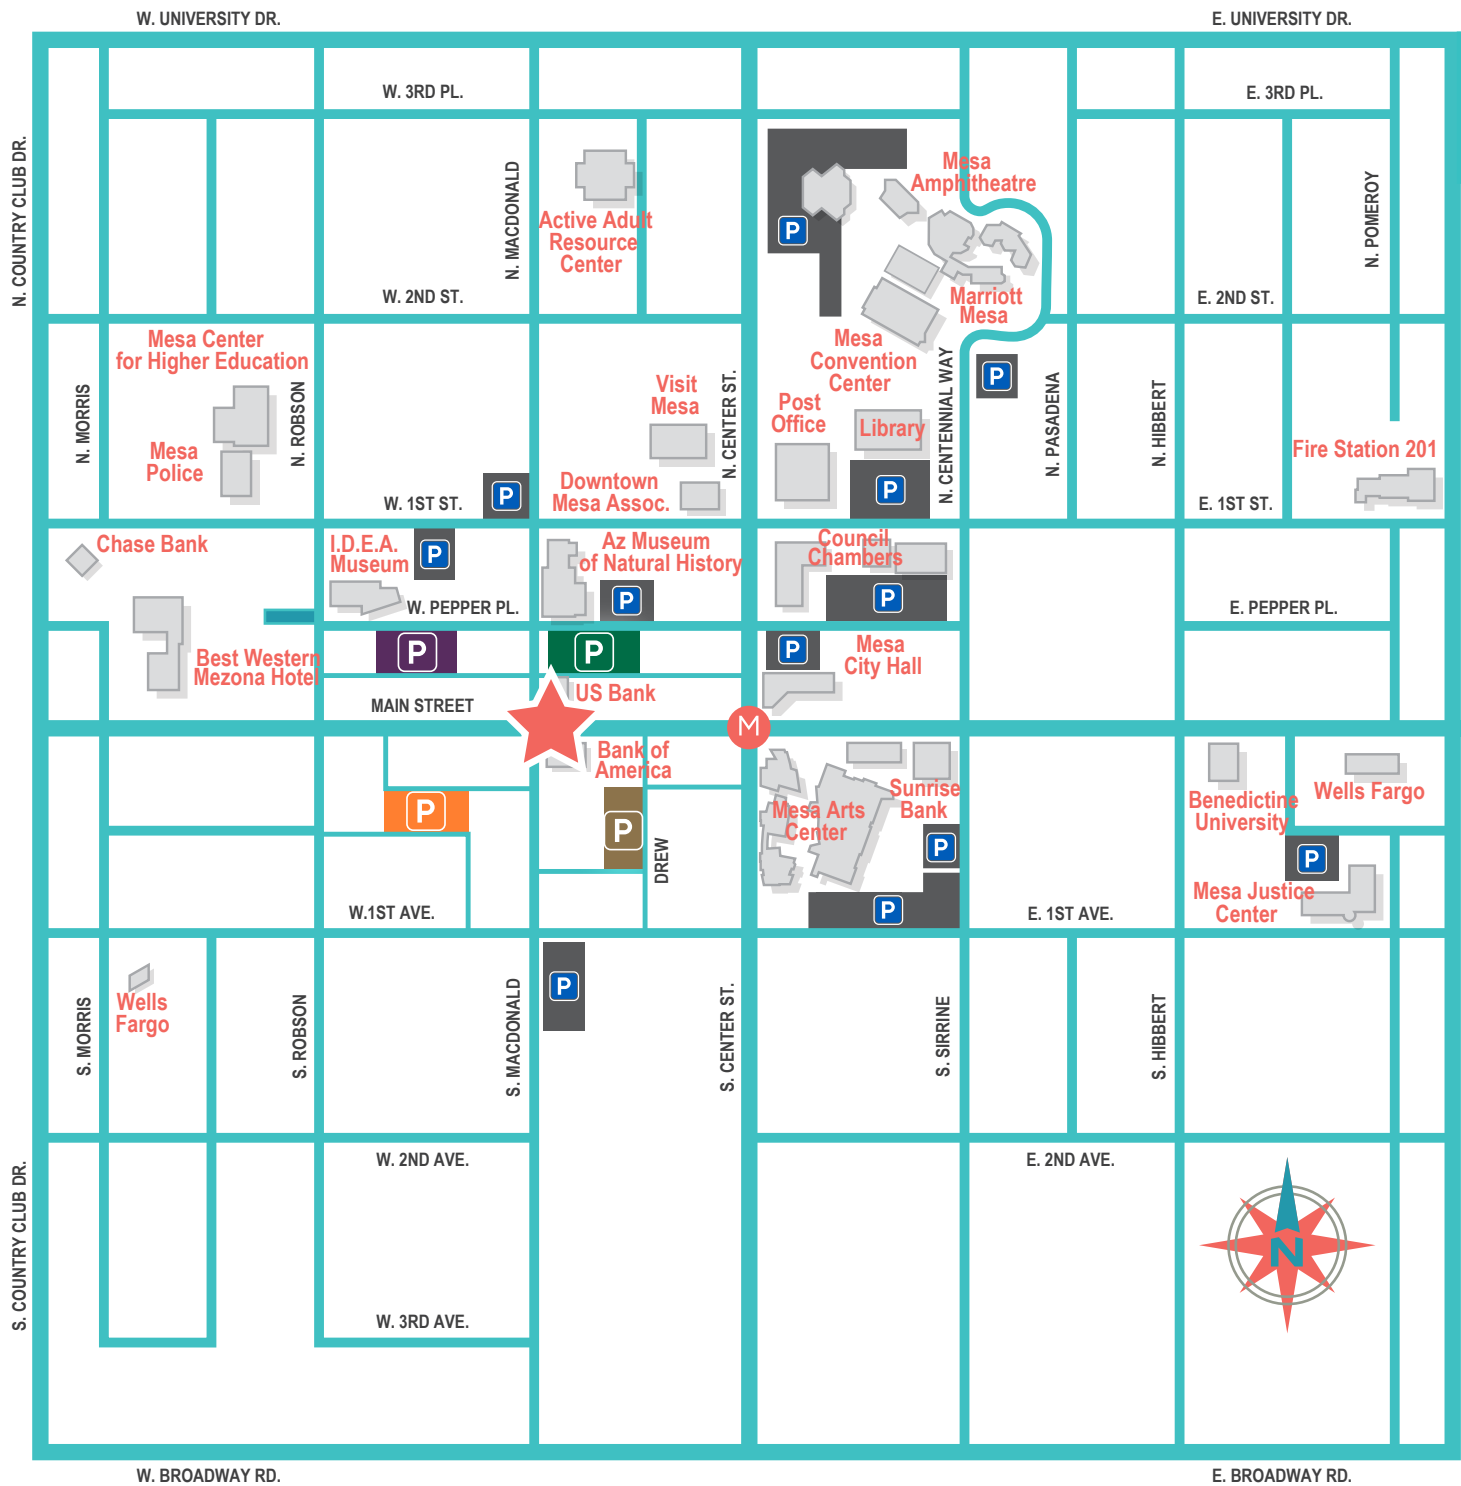 W. UNIVERSITY DR.
E. UNIVERSITY DR.
W. 3RD PL.
E. 3RD PL.
N. COUNTRY CLUB DR.
N. MACDONALD
Active Adult
Resource
Center
P
Mesa
Amphitheatre
N. POMEROY
W. 2ND ST.
E. 2ND ST.
Marriott
Mesa
Mesa Center
for Higher Education
Mesa
Convention
Center
N. MORRIS
N. ROBSON
Visit
Mesa
N. CENTER ST.
Post
Office
Library
N. CENTENNIAL WAY
P
N. PASADENA
N. HIBBERT
Mesa
Police
Fire Station 201
Downtown
Mesa Assoc.
W. 1ST ST.
P
P
E. 1ST ST.
Chase Bank
I.D.E.A.
Museum
P
Az Museum
of Natural History
P
Council
Chambers
P
W. PEPPER PL.
E. PEPPER PL.
P
P
P
Mesa
City Hall
Best Western
Mezona Hotel
US Bank
MAIN STREET
M
Bank of
America
Sunrise
Bank
Mesa Arts
Center
Benedictine
University
Wells Fargo
P
P
DREW
P
P
W.1ST AVE.
P
E. 1ST AVE.
Mesa Justice
Center
Wells
Fargo
P
S. MORRIS
S. ROBSON
S. MACDONALD
S. CENTER ST.
S. SIRRINE
S. HIBBERT
W. 2ND AVE.
E. 2ND AVE.
S. COUNTRY CLUB DR.
N
W. 3RD AVE.
W. BROADWAY RD.
E. BROADWAY RD.